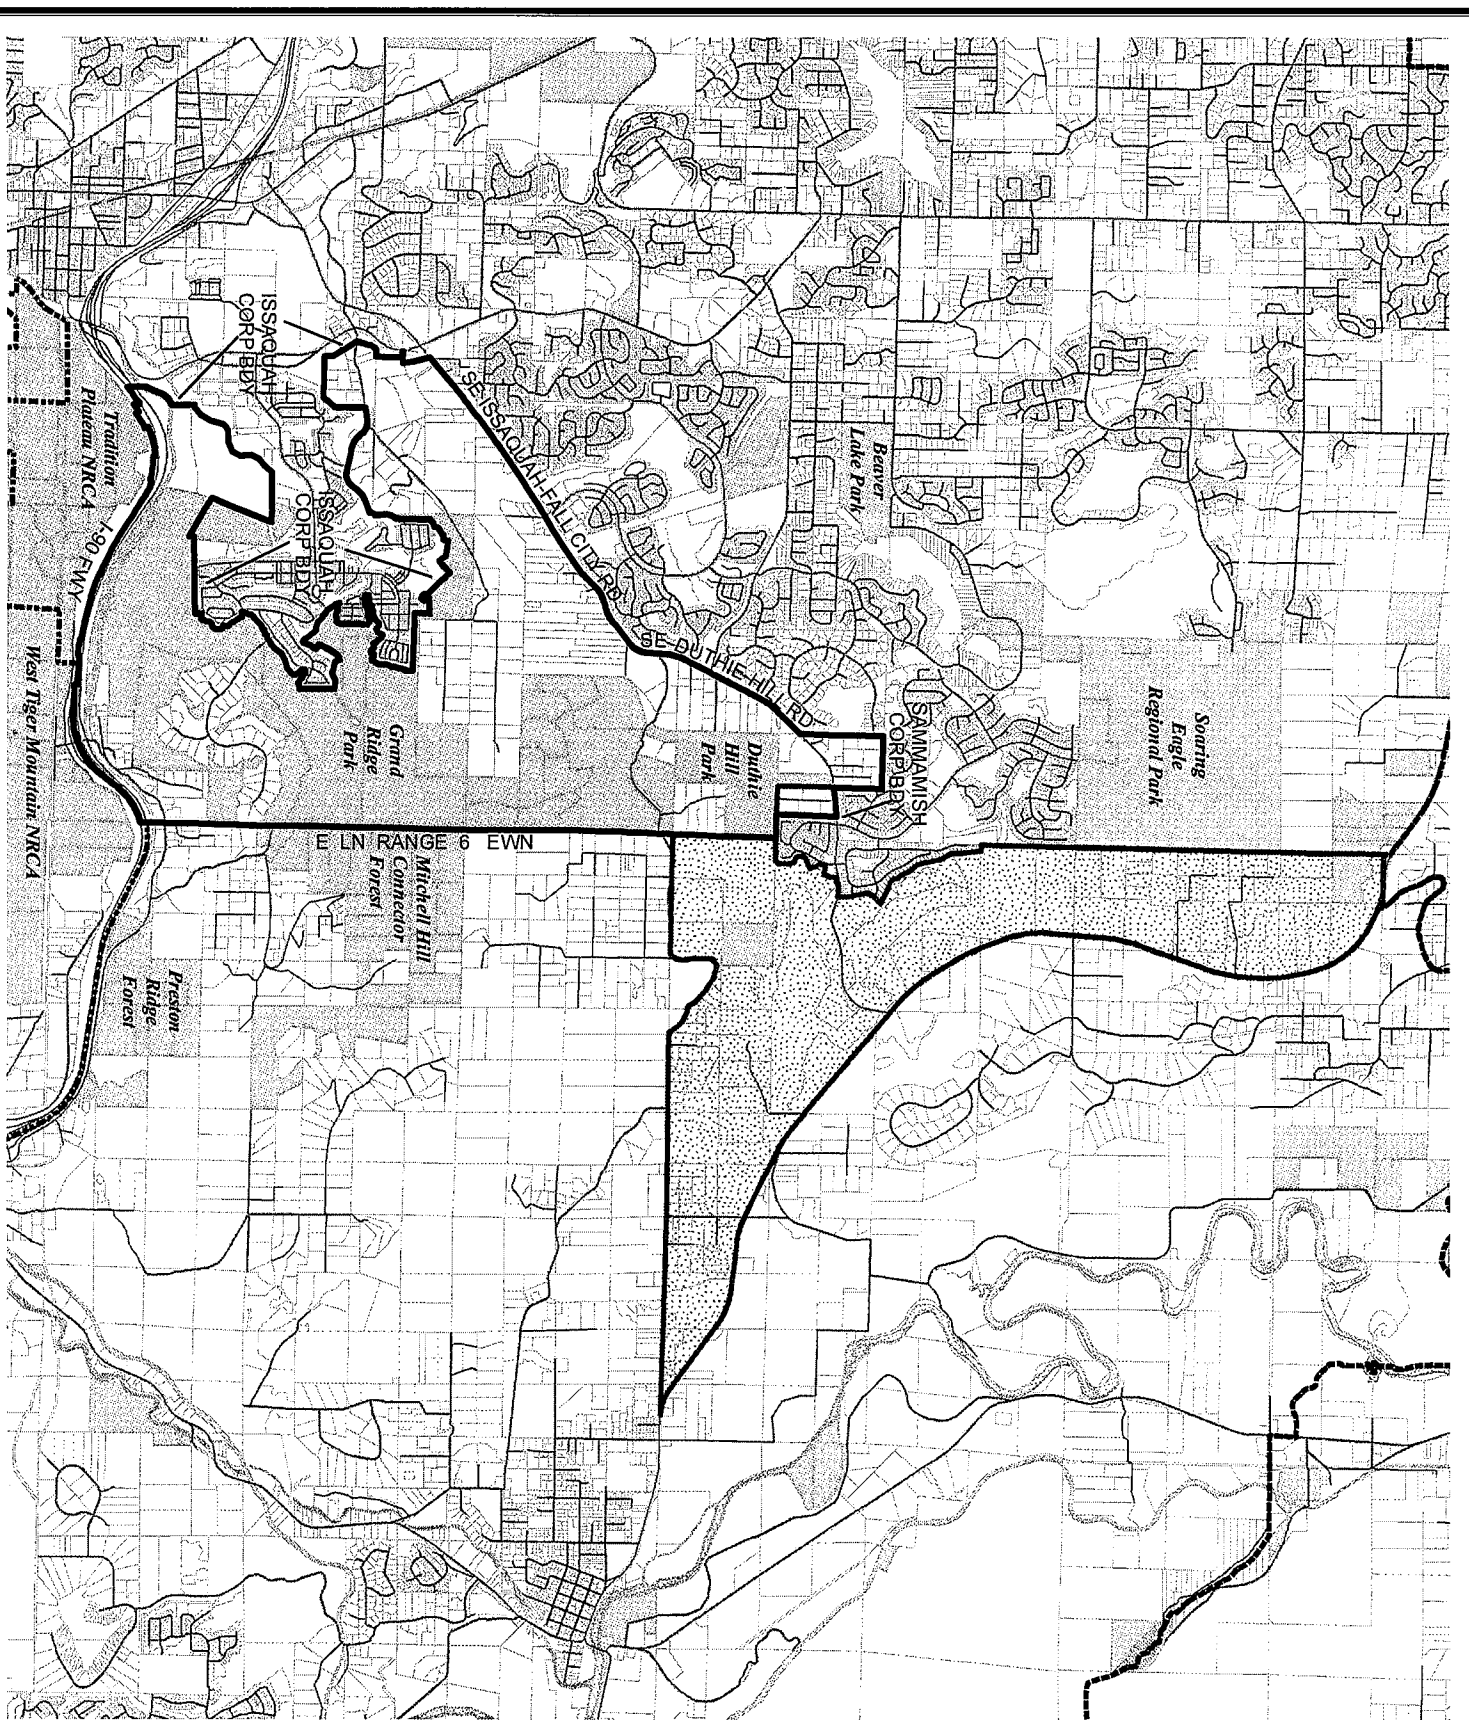 ISSAQUAH
CORP BDY
SE-ISSAQUAH-FALL CITY RD
Beaver
Lake Park
Tradition
Plateau NRCA
I-90 FWY
ISSAQUAH
CORP BDY
SE-DUTHIE-HILL RD
SAMMAMISH
CORP BDY
Soaring
Eagle
Regional Park
West Tiger Mountain NRCA
Grand
Ridge
Park
Duthie
Hill
Park
E LN RANGE 6 EWN
Mitchell Hill
Connector
Forest
Preston
Ridge
Forest